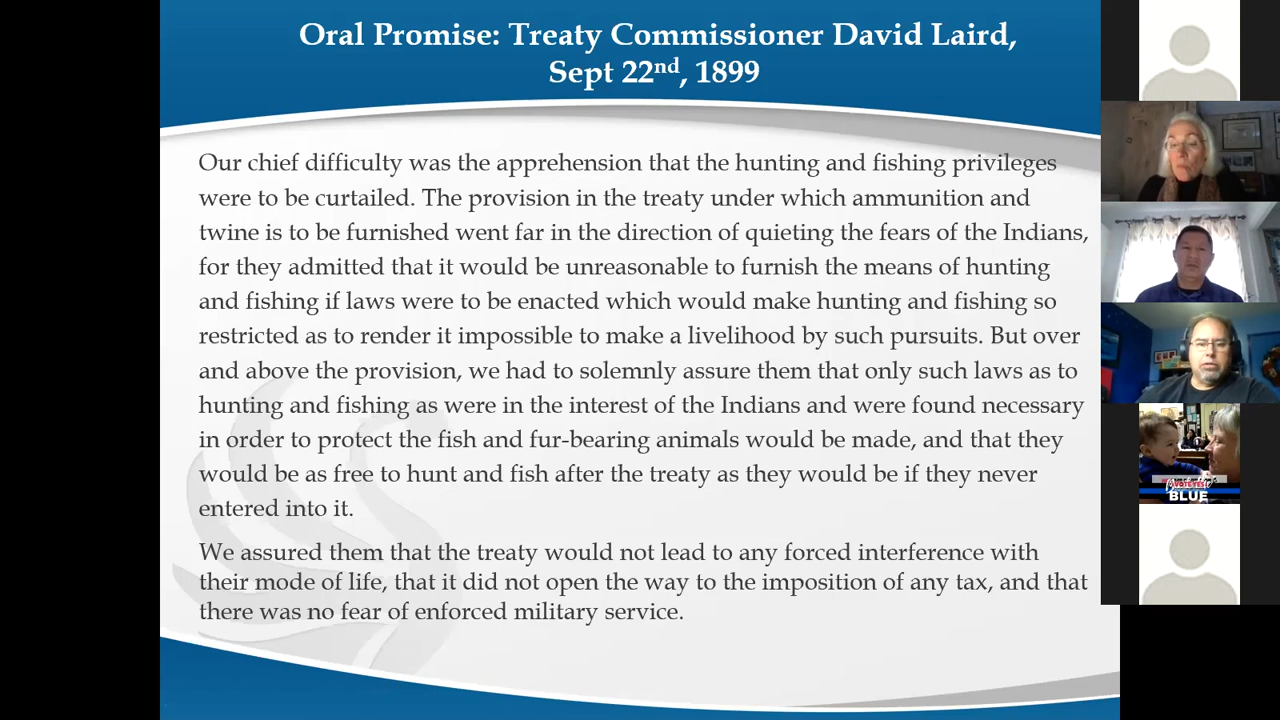 Oral Promise: Treaty Commissioner David Laird,
Sept 22nd, 1899
Our chief difficulty was the apprehension that the hunting and fishing privileges
were to be curtailed. The provision in the treaty under which ammunition and
twine is to be furnished went far in the direction of quieting the fears of the Indians,
for they admitted that it would be unreasonable to furnish the means of hunting
and fishing if laws were to be enacted which would make hunting and fishing so
restricted as to render it impossible to make a livelihood by such pursuits. But over
and above the provision, we had to solemnly assure them that only such laws as to
hunting and fishing as were in the interest of the Indians and were found necessary
in order to protect the fish and fur-bearing animals would be made, and that they
would be as free to hunt and fish after the treaty as they would be if they never
entered into it.
We assured them that the treaty would not lead to any forced interference with
their mode of life, that it did not open the way to the imposition of any tax, and that
there was no fear of enforced military service.
BLUE